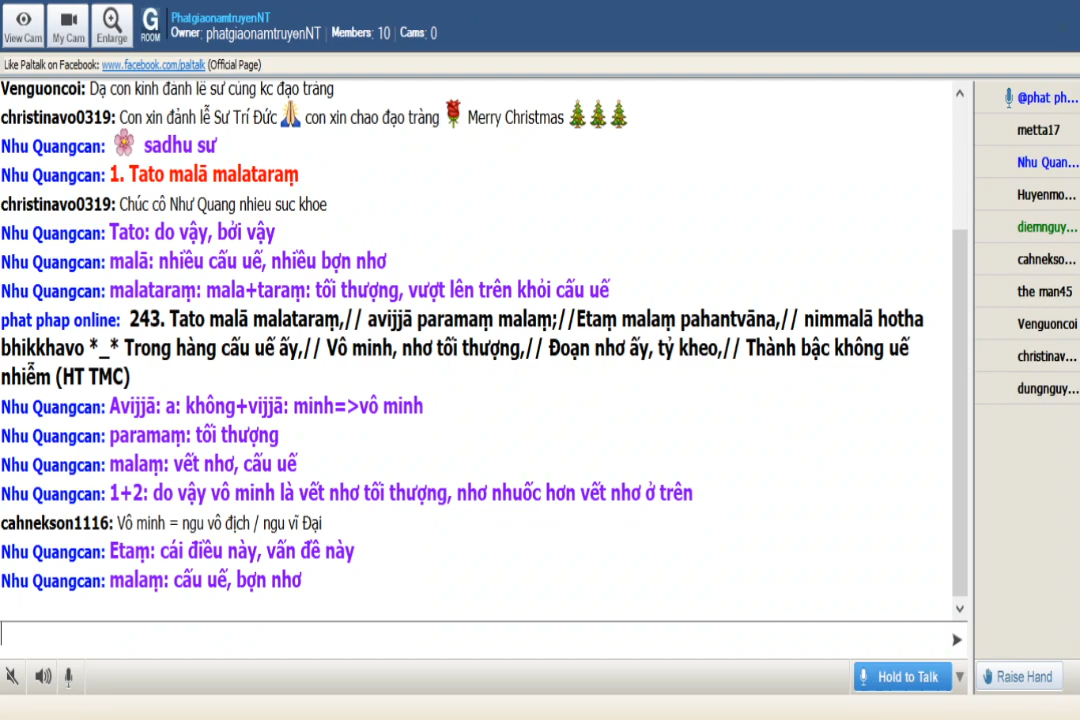 View Cam
My Cam
Enlarge
G
ROOM
PhatgiaonamtruyenNT
Owner: phatgiaonamtruyenNT | Members: 10 | Cams: 0
Like Paltalk on Facebook: www.facebook.com/paltalk (Official Page)
Venguoncoi: Dạ con kính đảnh lễ sư cùng kc đạo tràng
christinavo0319: Con xin đảnh lễ Sư Trí Đức 🙏 con xin chao đạo tràng 🌹 Merry Christmas 🎄🎄🎄
Nhu Quangcan: 🌸 sadhu sư
Nhu Quangcan: 1. Tato malā malataraṃ
christinavo0319: Chúc cô Như Quang nhieu suc khoe
Nhu Quangcan: Tato: do vậy, bởi vậy
Nhu Quangcan: malā: nhiều cấu uế, nhiều bợn nhơ
Nhu Quangcan: malataraṃ: mala+taraṃ: tối thượng, vượt lên trên khỏi cấu uế
phat phap online: 243. Tato malā malataraṃ,// avijjā paramaṃ malaṃ;//Etaṃ malaṃ pahantvāna,// nimmalā hotha
bhikkhavo *_* Trong hàng cấu uế ấy,// Vô minh, nhơ tối thượng,// Đoạn nhơ ấy, tỷ kheo,// Thành bậc không uế
nhiễm (HT TMC)
Nhu Quangcan: Avijjā: a: không+vijjā: minh=>vô minh
Nhu Quangcan: paramaṃ: tối thượng
Nhu Quangcan: malaṃ: vết nhơ, cấu uế
Nhu Quangcan: 1+2: do vậy vô minh là vết nhơ tối thượng, nhơ nhuốc hơn vết nhơ ở trên
cahnekson1116: Vô minh = ngu vô địch / ngu vĩ Đại
Nhu Quangcan: Etaṃ: cái điều này, vấn đề này
Nhu Quangcan: malaṃ: cấu uế, bợn nhơ
@phat ph...
metta17
Nhu Quan...
Huyenmo...
diemnguy...
cahnekso...
the man45
Venguoncoi
christinav...
dungnguy...
Hold to Talk
Raise Hand